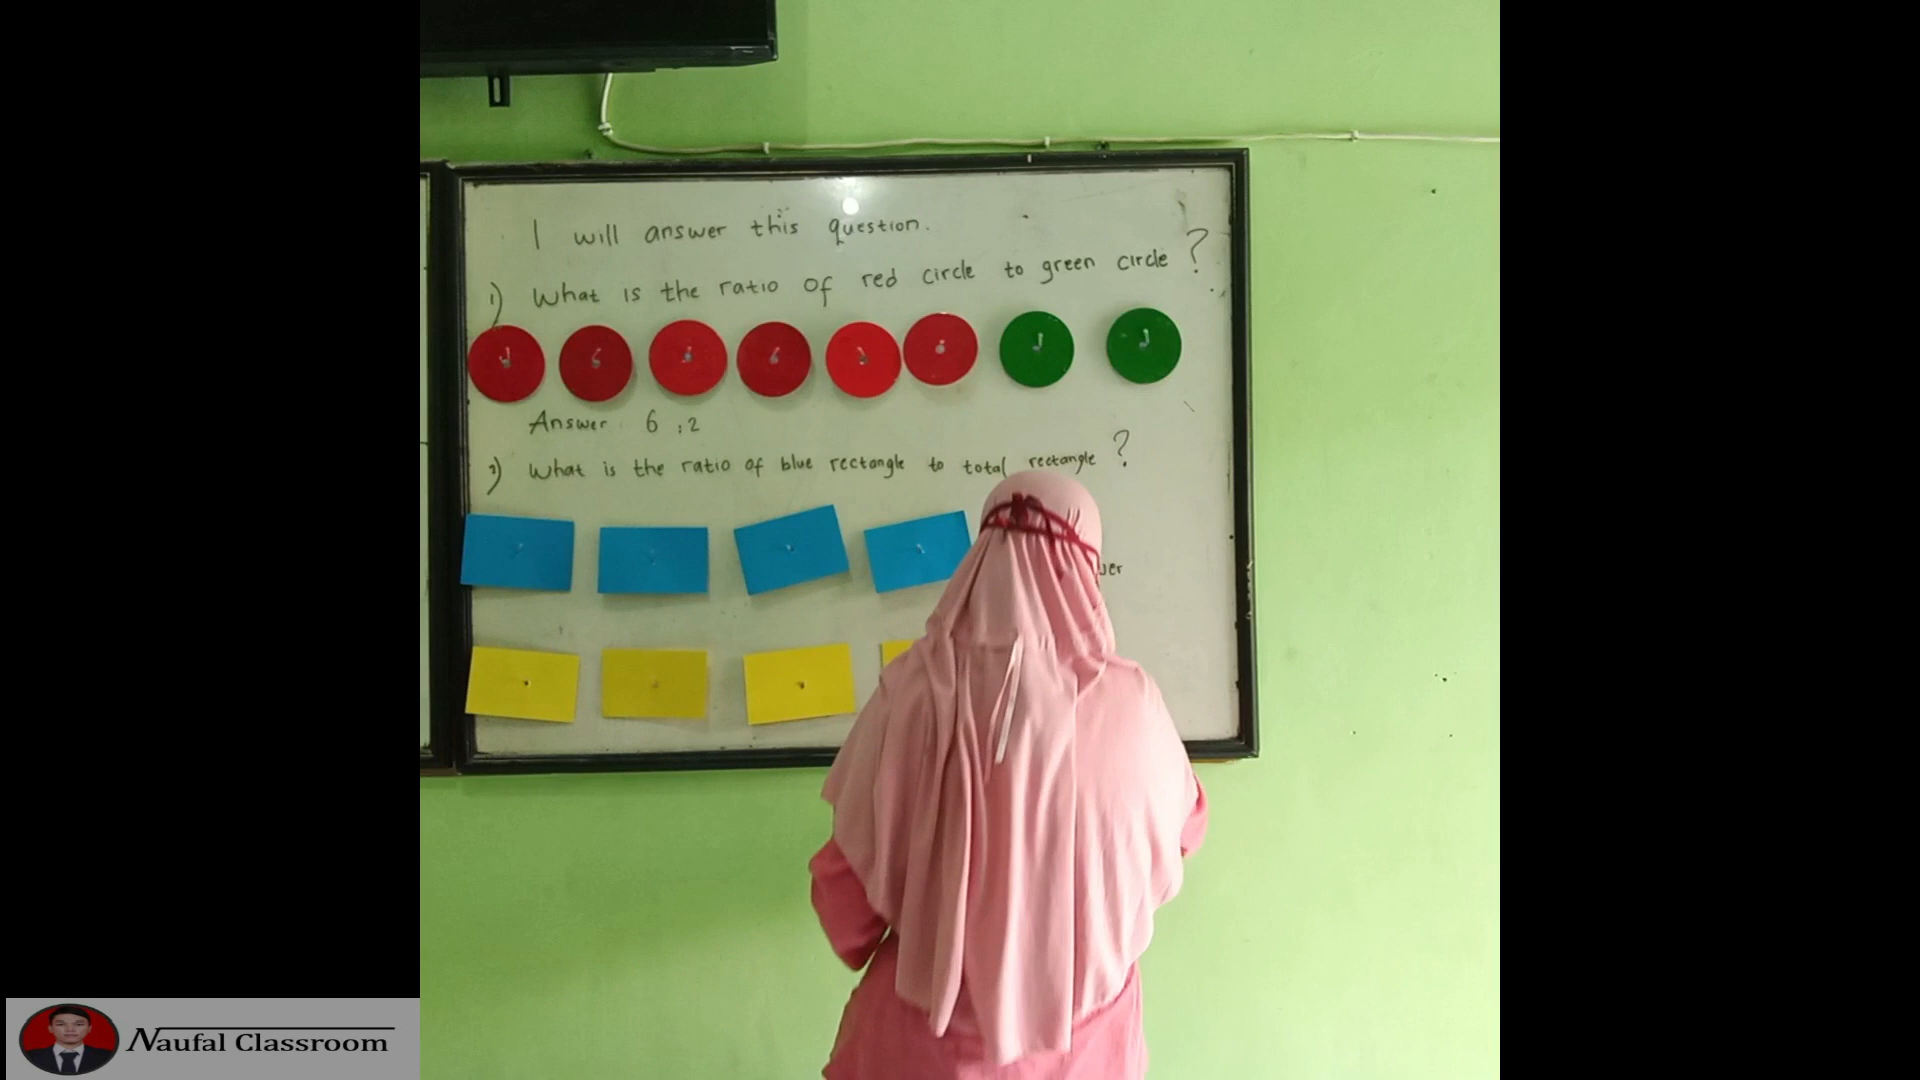 I will answer this question.
1) What is the ratio of red circle to green circle ?
Answer 6 : 2
2) What is the ratio of blue rectangle to total rectangle ?
Naufal Classroom